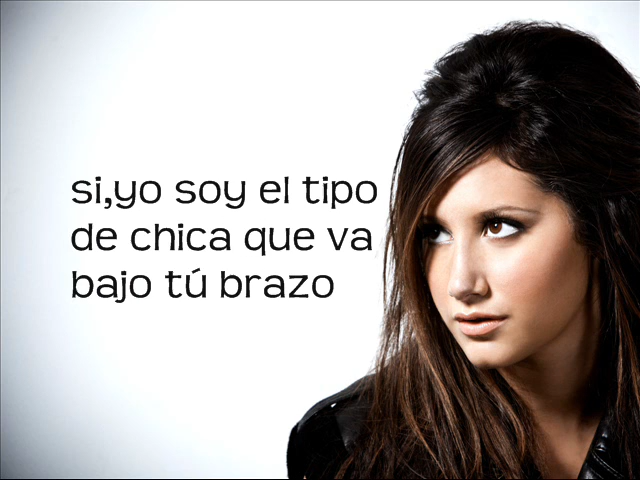 si,yo soy el tipo
de chica que va
bajo tú brazo